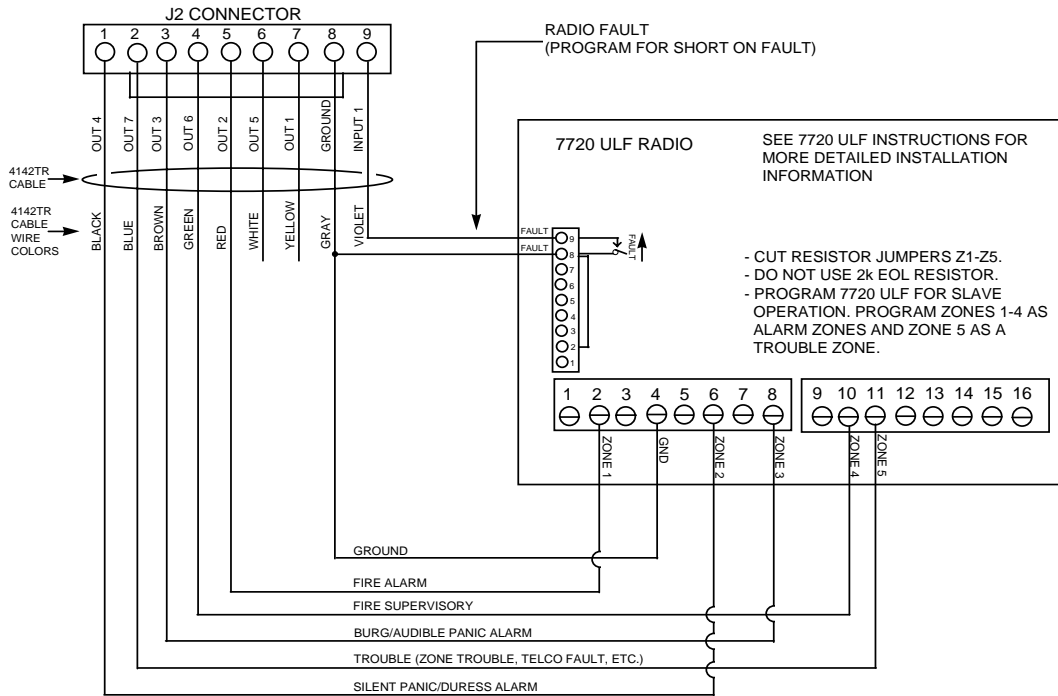 J2 CONNECTOR
1 2 3 4 5 6 7 8 9
OUT 4
OUT 7
OUT 3
OUT 6
OUT 2
OUT 5
OUT 1
GROUND
INPUT 1
4142TR
CABLE
4142TR
CABLE
WIRE
COLORS
BLACK
BLUE
BROWN
GREEN
RED
WHITE
YELLOW
GRAY
VIOLET
RADIO FAULT
(PROGRAM FOR SHORT ON FAULT)
7720 ULF RADIO
SEE 7720 ULF INSTRUCTIONS FOR
MORE DETAILED INSTALLATION
INFORMATION
FAULT
FAULT
9
8
7
6
5
4
3
2
1
FAULT
- CUT RESISTOR JUMPERS Z1-Z5.
- DO NOT USE 2k EOL RESISTOR.
- PROGRAM 7720 ULF FOR SLAVE
OPERATION. PROGRAM ZONES 1-4 AS
ALARM ZONES AND ZONE 5 AS A
TROUBLE ZONE.
1 2 3 4 5 6 7 8
9 10 11 12 13 14 15 16
ZONE 1
GND
ZONE 2
ZONE 3
ZONE 4
ZONE 5
GROUND
FIRE ALARM
FIRE SUPERVISORY
BURG/AUDIBLE PANIC ALARM
TROUBLE (ZONE TROUBLE, TELCO FAULT, ETC.)
SILENT PANIC/DURESS ALARM